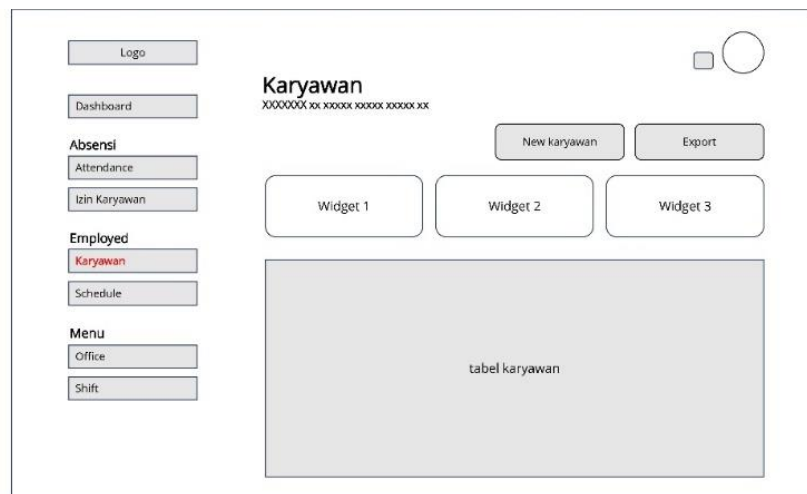 Logo
Dashboard
Absensi
Attendance
Izin Karyawan
Employed
Karyawan
Schedule
Menu
Office
Shift
Karyawan
XXXXXXX xx xxxxx xxxxx xxxxx xx
New karyawan
Export
Widget 1
Widget 2
Widget 3
tabel karyawan